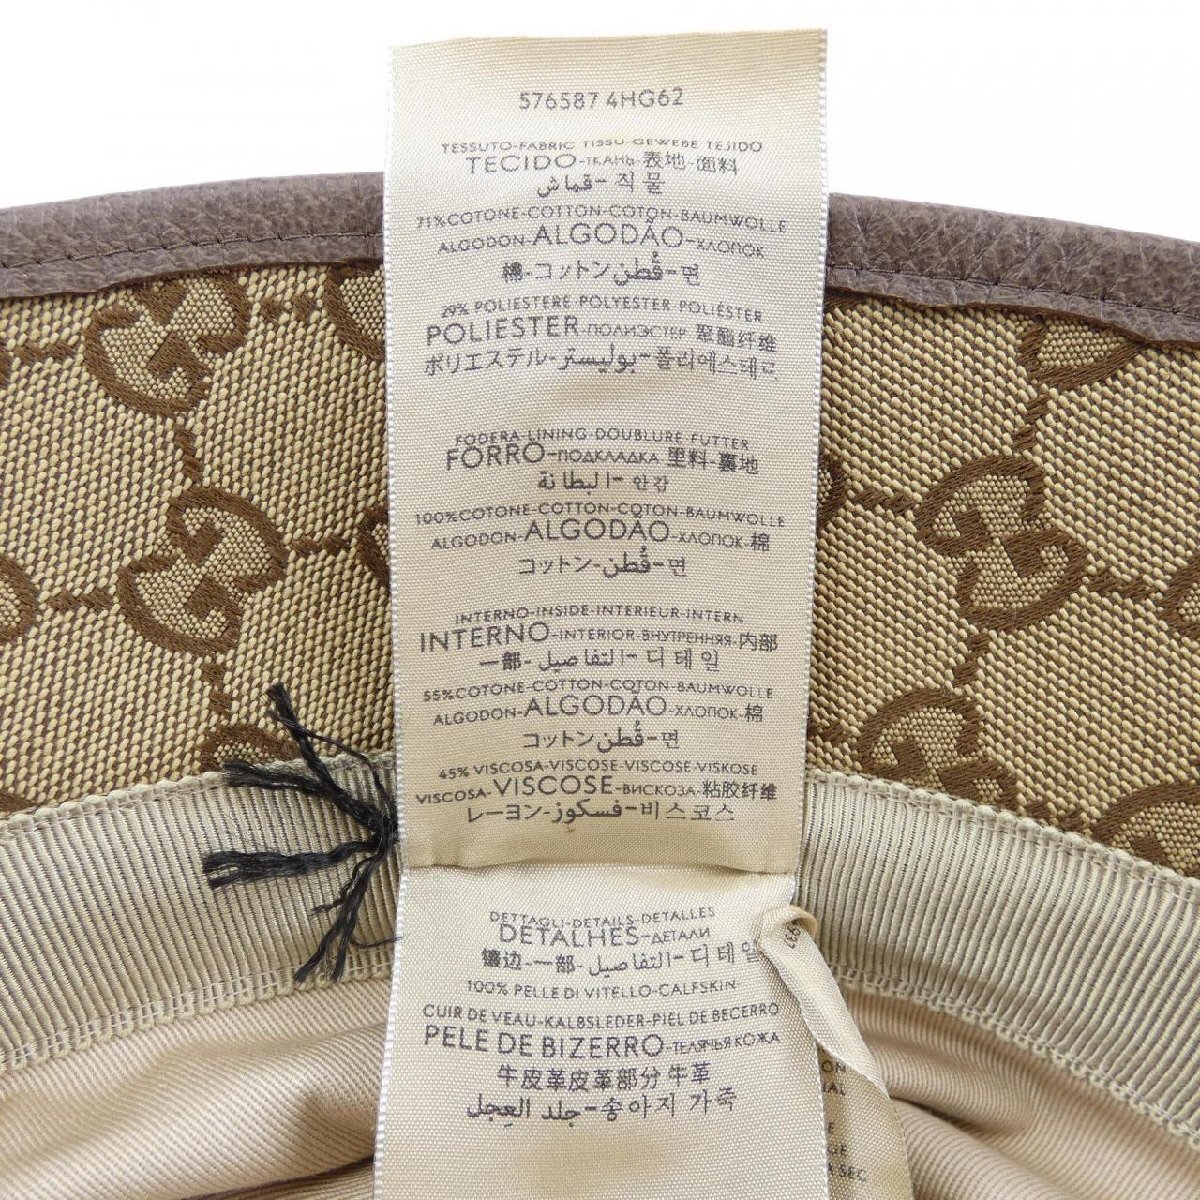 576587 4HG62
TESSUTO-FABRIC TISSU-GEWEBE TEJIDO
TECIDO-ТКАНЬ-表地-面料
قماش-직물
71%COTONE-COTTON-COTON-BAUMWOLLE
ALGODON-ALGODÃO-ХЛОПОК
棉-コットン-قُطن-면
29% POLIESTERE POLYESTER POLIÉSTER
POLIESTER-ПОЛИЭСТЕР 聚酯纤维
ポリエステル-بوليستر-폴리에스테르
FODERA-LINING-DOUBLURE FUTTER
FORRO-ПОДКЛАДКА 里料-裏地
البطانة-안감
100%COTONE-COTTON-COTON-BAUMWOLLE
ALGODON-ALGODÃO-ХЛОПОК-棉
コットン-قُطن-면
INTERNO-INSIDE-INTERIEUR-INTERN
INTERNO-INTERIOR ВНУТРЕННЯЯ-内部
一部-التفاصيل-디테일
55%COTONE-COTTON-COTON-BAUMWOLLE
ALGODON-ALGODÃO-ХЛОПОК-棉
コットン-قُطن-면
45% VISCOSA-VISCOSE-VISCOSE-VISKOSE
VISCOSA-VISCOSE-ВИСКОЗА-粘胶纤维
レーヨン-فسكوز-비스코스
DETTAGLI-DETAILS-DETALLES
DETALHES-ДЕТАЛИ
镶边-一部-التفاصيل-디테일
100% PELLE DI VITELLO-CALFSKIN
CUIR DE VEAU-KALBSLEDER-PIEL DE BECERRO
PELE DE BIZERRO-ТЕЛЯЧЬЯ КОЖА
牛皮革皮革部分 牛革
جلد العِجل-송아지 가죽